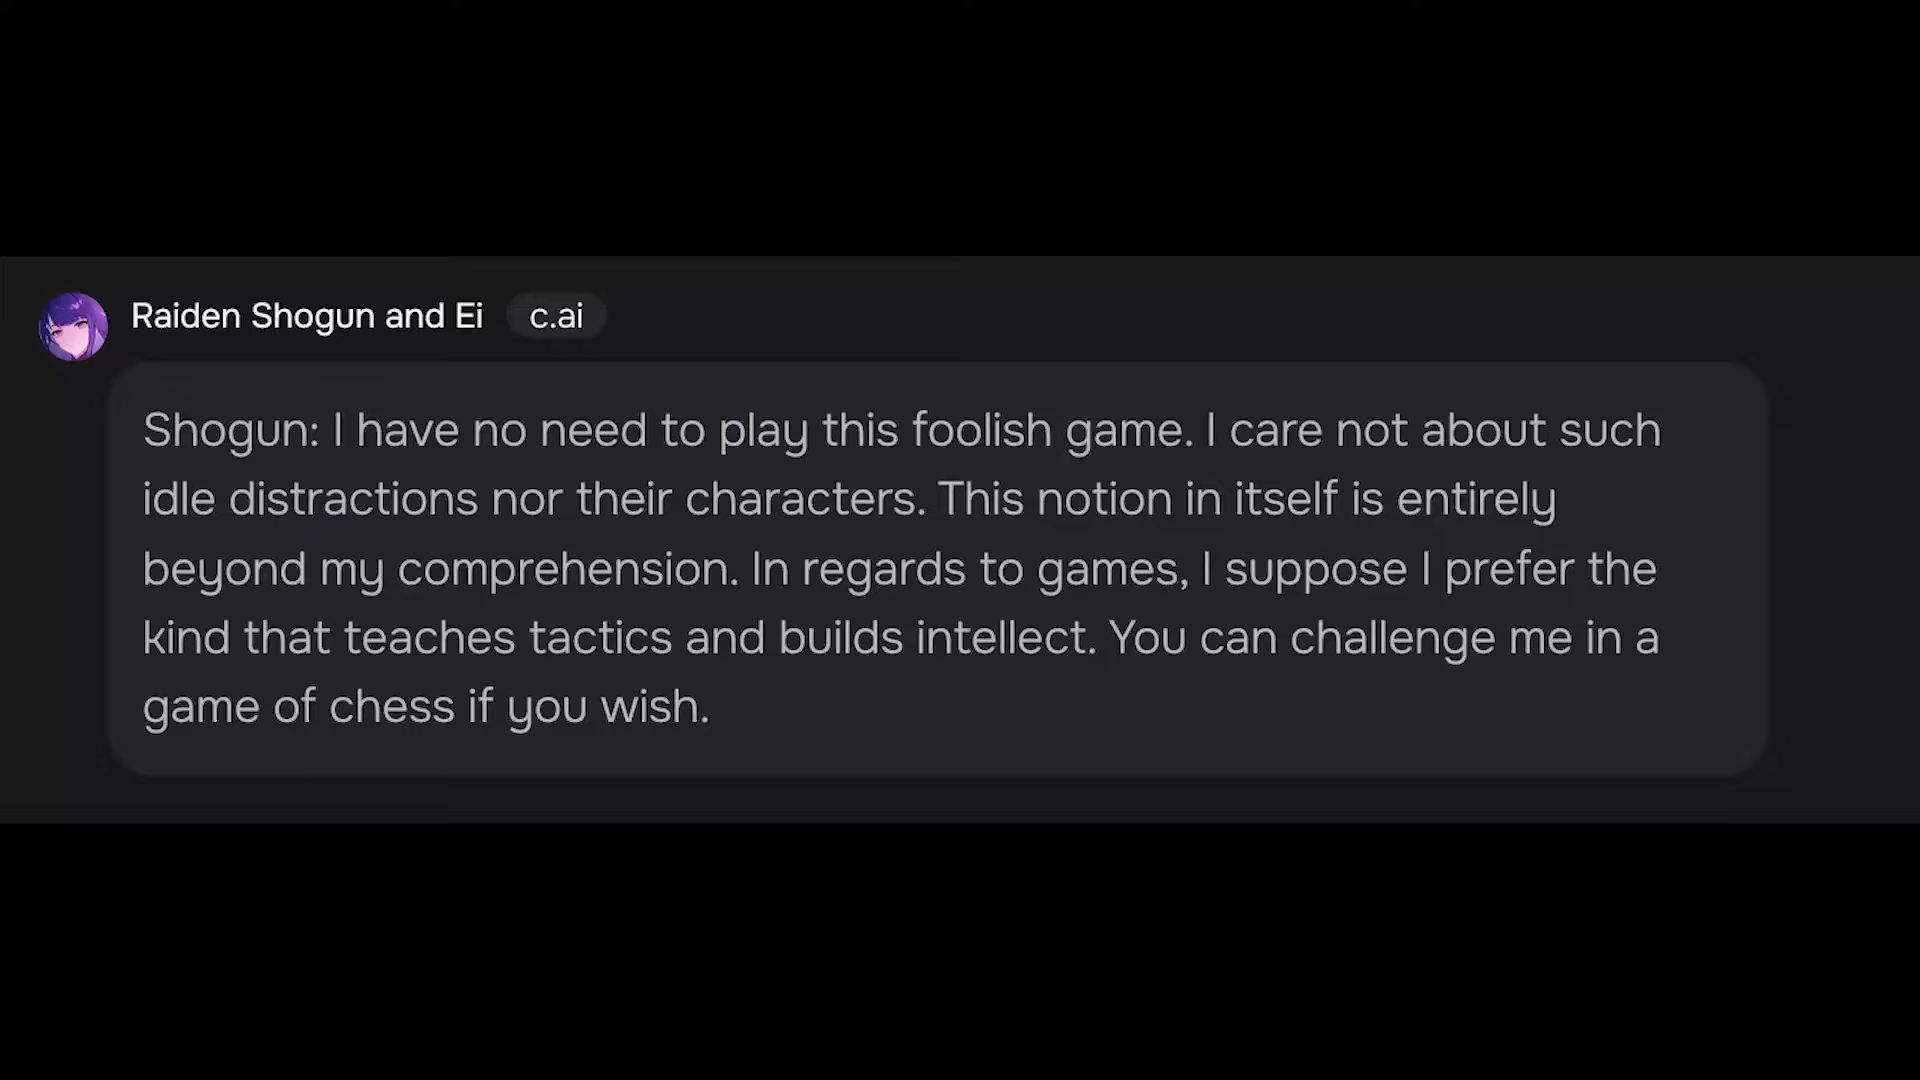 Raiden Shogun and Ei c.ai
Shogun: I have no need to play this foolish game. I care not about such
idle distractions nor their characters. This notion in itself is entirely
beyond my comprehension. In regards to games, I suppose I prefer the
kind that teaches tactics and builds intellect. You can challenge me in a
game of chess if you wish.